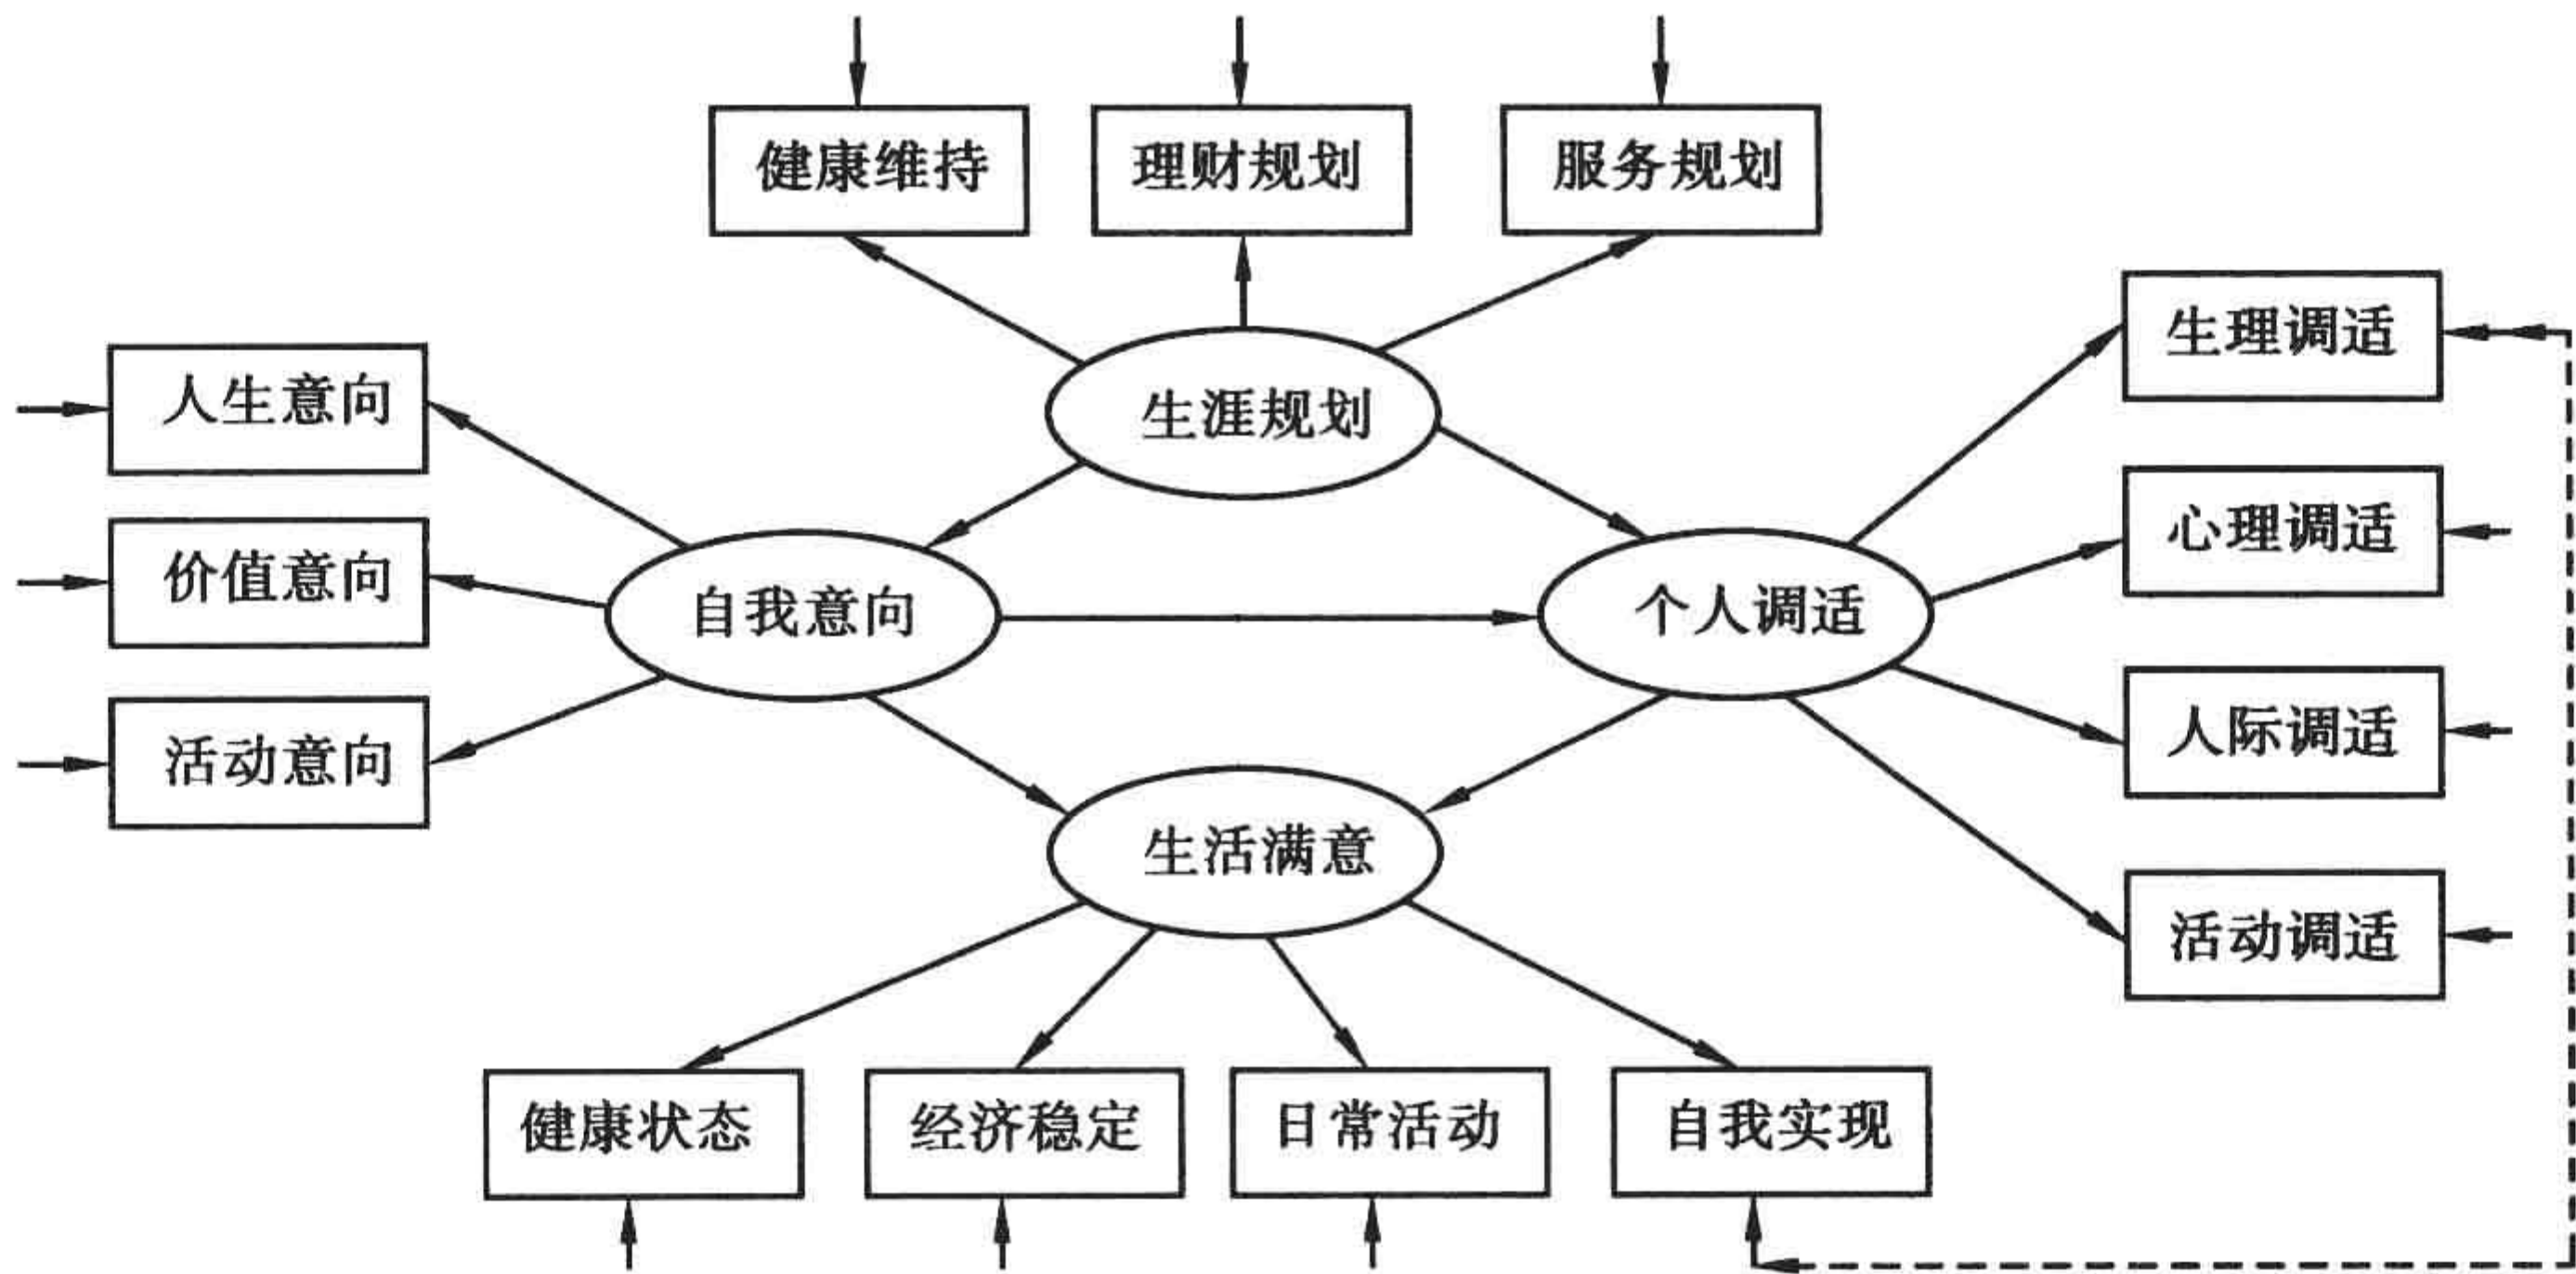 健康维持
理财规划
服务规划
生理调适
人生意向
生涯规划
心理调适
价值意向
自我意向
个人调适
人际调适
活动意向
生活满意
活动调适
健康状态
经济稳定
日常活动
自我实现